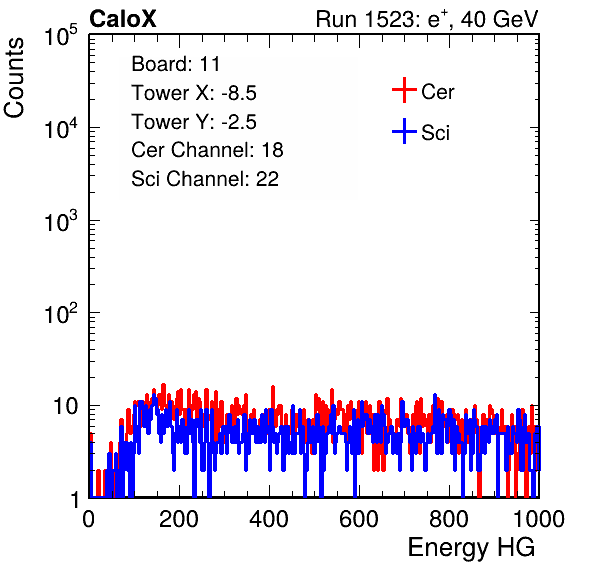 CaloX Run 1523: e⁺, 40 GeV
Counts
10⁵
10⁴
10³
10²
10
1
Board: 11
Tower X: -8.5
Tower Y: -2.5
Cer Channel: 18
Sci Channel: 22
Cer
Sci
0 200 400 600 800 1000
Energy HG